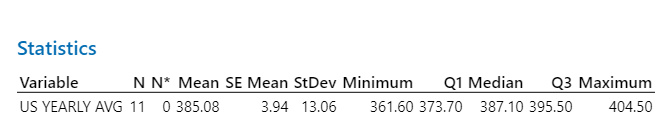 Statistics
Variable N N* Mean SE Mean StDev Minimum Q1 Median Q3 Maximum
US YEARLY AVG 11 0 385.08 3.94 13.06 361.60 373.70 387.10 395.50 404.50